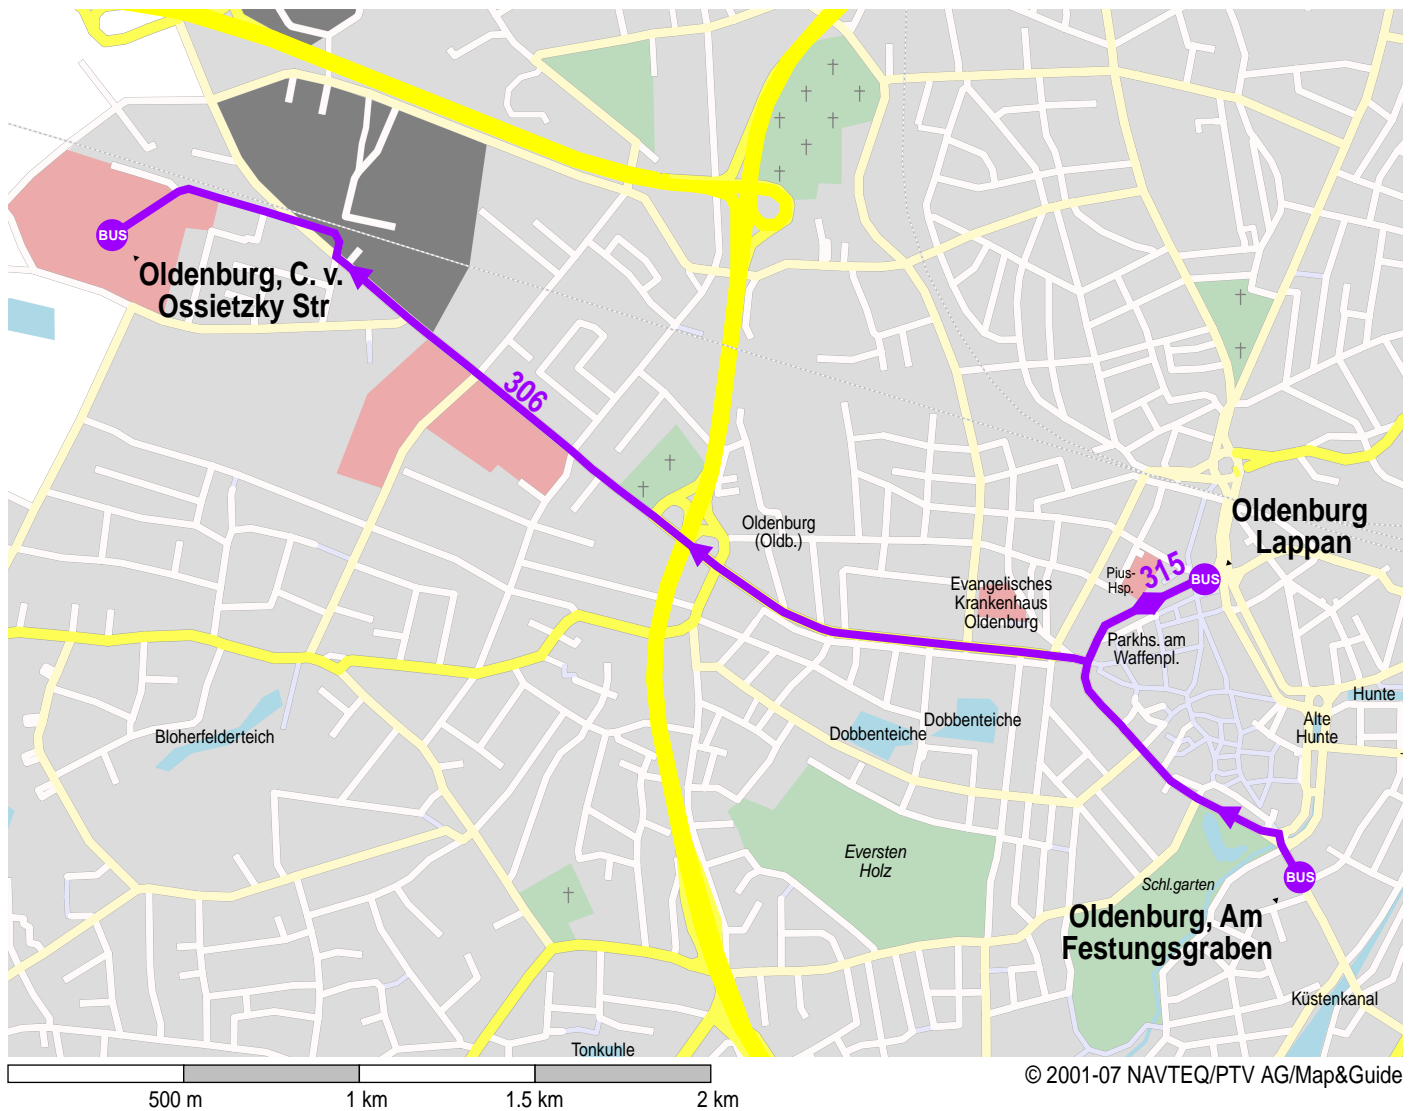 BUS
Oldenburg, C. v.
Ossietzky Str
306
Oldenburg
(Oldb.)
Oldenburg
Lappan
315
BUS
Pius-
Hsp.
Evangelisches
Krankenhaus
Oldenburg
Parkhs. am
Waffenpl.
Hunte
Alte
Hunte
Dobbenteiche
Dobbenteiche
Bloherfelderteich
Eversten
Holz
Schl.garten
BUS
Oldenburg, Am
Festungsgraben
Küstenkanal
Tonkuhle
500 m
1 km
1.5 km
2 km
© 2001-07 NAVTEQ/PTV AG/Map&Guide